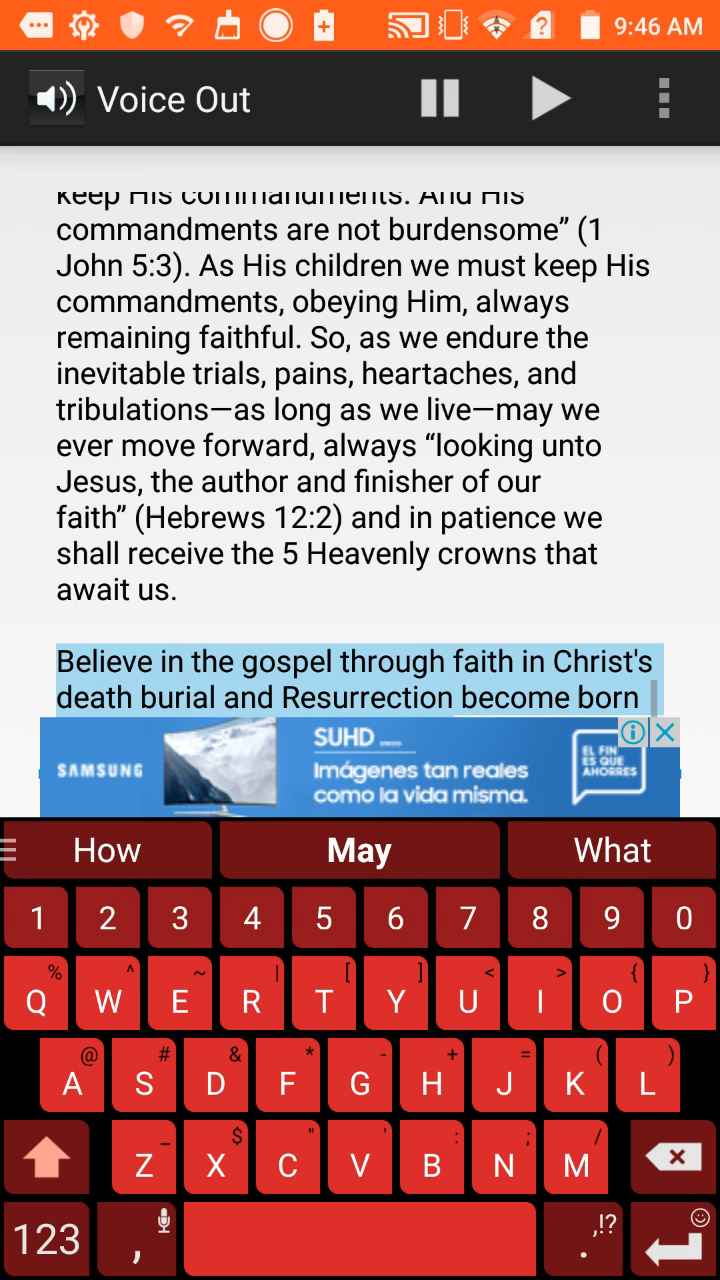 9:46 AM
Voice Out
keep His commandments. And His
commandments are not burdensome” (1
John 5:3). As His children we must keep His
commandments, obeying Him, always
remaining faithful. So, as we endure the
inevitable trials, pains, heartaches, and
tribulations—as long as we live—may we
ever move forward, always “looking unto
Jesus, the author and finisher of our
faith” (Hebrews 12:2) and in patience we
shall receive the 5 Heavenly crowns that
await us.
Believe in the gospel through faith in Christ's
death burial and Resurrection become born
SAMSUNG
SUHD
Imágenes tan reales
como la vida misma.
EL FIN
ES QUE
AHORRES
How May What
1 2 3 4 5 6 7 8 9 0
% ^ ~ | [ ] < > { }
Q W E R T Y U I O P
@ # & * - + = ( )
A S D F G H J K L
_ $ " ' : ; /
Z X C V B N M
123 , ,!? .